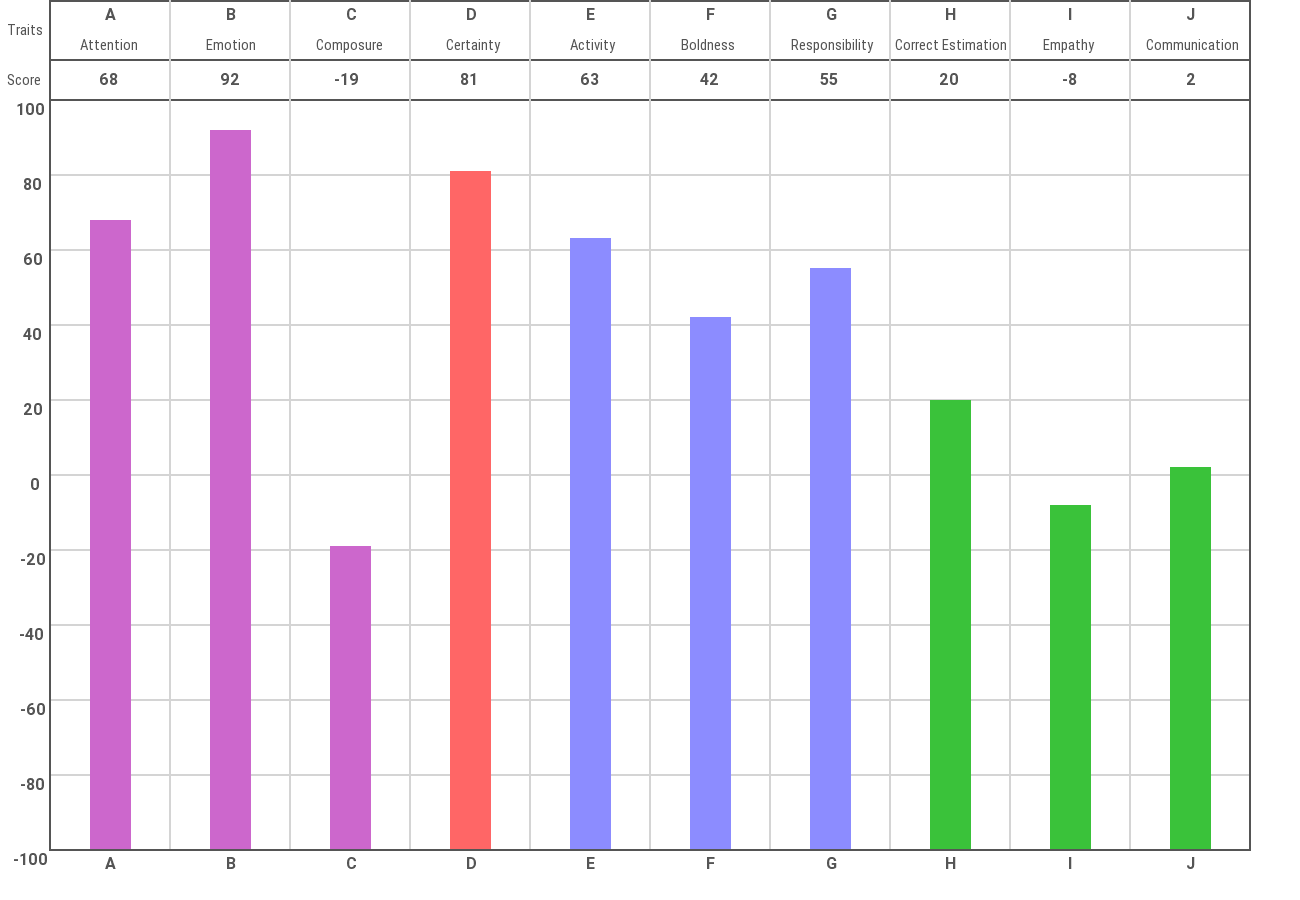 Traits
A B C D E F G H I J
Attention Emotion Composure Certainty Activity Boldness Responsibility Correct Estimation Empathy Communication
Score 68 92 -19 81 63 42 55 20 -8 2
100
80
60
40
20
0
-20
-40
-60
-80
-100
A B C D E F G H I J